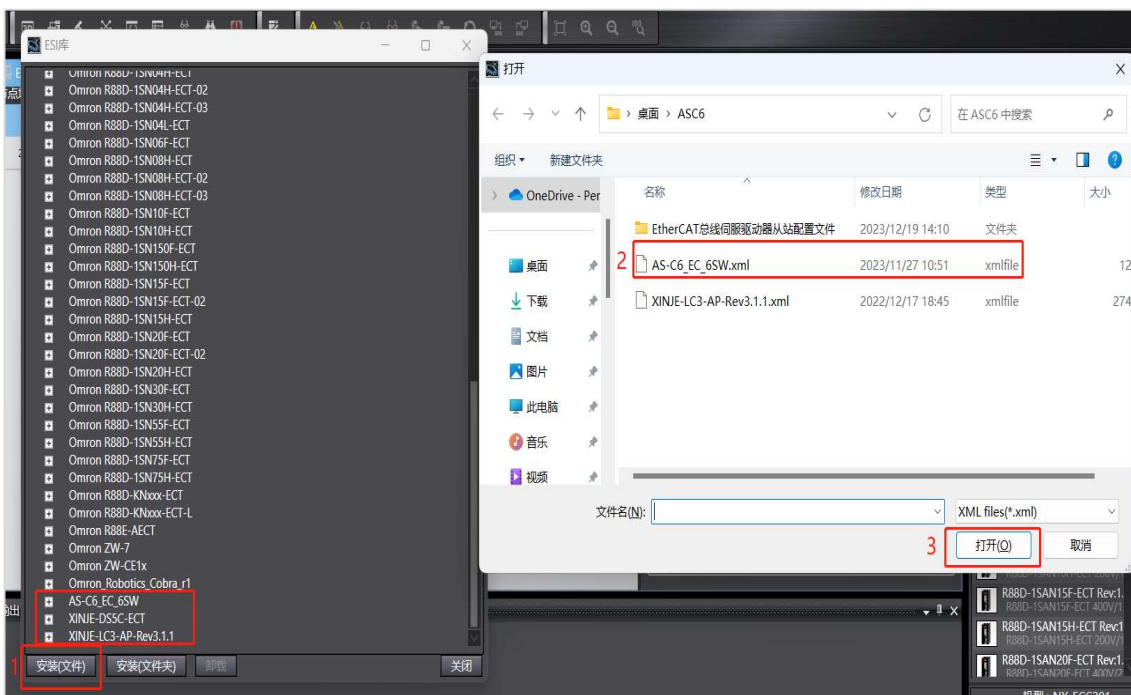 ESI库
Omron R88D-1SN04H-ECT
Omron R88D-1SN04H-ECT-02
Omron R88D-1SN04H-ECT-03
Omron R88D-1SN04L-ECT
Omron R88D-1SN06F-ECT
Omron R88D-1SN08H-ECT
Omron R88D-1SN08H-ECT-02
Omron R88D-1SN08H-ECT-03
Omron R88D-1SN10F-ECT
Omron R88D-1SN10H-ECT
Omron R88D-1SN150F-ECT
Omron R88D-1SN150H-ECT
Omron R88D-1SN15F-ECT
Omron R88D-1SN15F-ECT-02
Omron R88D-1SN15H-ECT
Omron R88D-1SN20F-ECT
Omron R88D-1SN20F-ECT-02
Omron R88D-1SN20H-ECT
Omron R88D-1SN30F-ECT
Omron R88D-1SN30H-ECT
Omron R88D-1SN55F-ECT
Omron R88D-1SN55H-ECT
Omron R88D-1SN75F-ECT
Omron R88D-1SN75H-ECT
Omron R88D-KNxxx-ECT
Omron R88D-KNxxx-ECT-L
Omron R88E-AECT
Omron ZW-7
Omron ZW-CE1x
Omron_Robotics_Cobra_r1
AS-C6_EC_6SW
XINJE-DS5C-ECT
XINJE-LC3-AP-Rev3.1.1
1 安装(文件) 安装(文件夹) 卸载 关闭
打开
桌面 > ASC6 在 ASC6 中搜索
组织 新建文件夹
OneDrive - Per
桌面
下载
文档
图片
此电脑
音乐
视频
名称 修改日期 类型 大小
EtherCAT总线伺服驱动器从站配置文件 2023/12/19 14:10 文件夹
2 AS-C6_EC_6SW.xml 2023/11/27 10:51 xmlfile 12
XINJE-LC3-AP-Rev3.1.1.xml 2022/12/17 18:45 xmlfile 274
文件名(N): XML files(*.xml)
3 打开(O) 取消
R88D-1SAN15F-ECT Rev:1.
R88D-1SAN15F-ECT 400V/1
R88D-1SAN15H-ECT Rev:1
R88D-1SAN15H-ECT 200V/1
R88D-1SAN20F-ECT Rev:1.
R88D-1SAN20F-ECT 400V/2